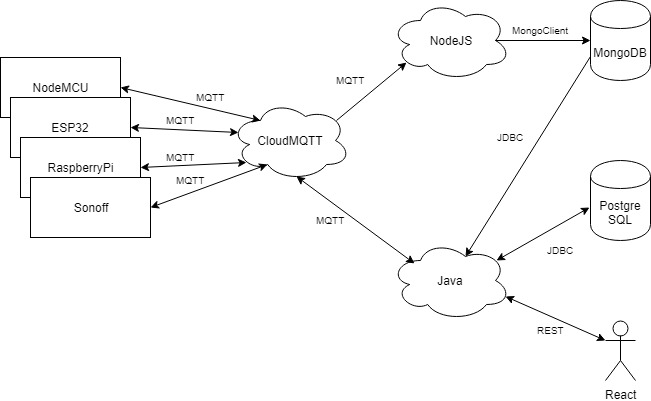 NodeJS
MongoClient
MongoDB
MQTT
NodeMCU
MQTT
ESP32
MQTT
CloudMQTT
RaspberryPi
MQTT
Sonoff
MQTT
JDBC
Postgre
SQL
MQTT
JDBC
Java
REST
React